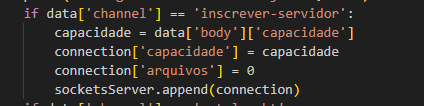 if data['channel'] == 'inscrever-servidor':
capacidade = data['body']['capacidade']
connection['capacidade'] = capacidade
connection['arquivos'] = 0
socketsServer.append(connection)